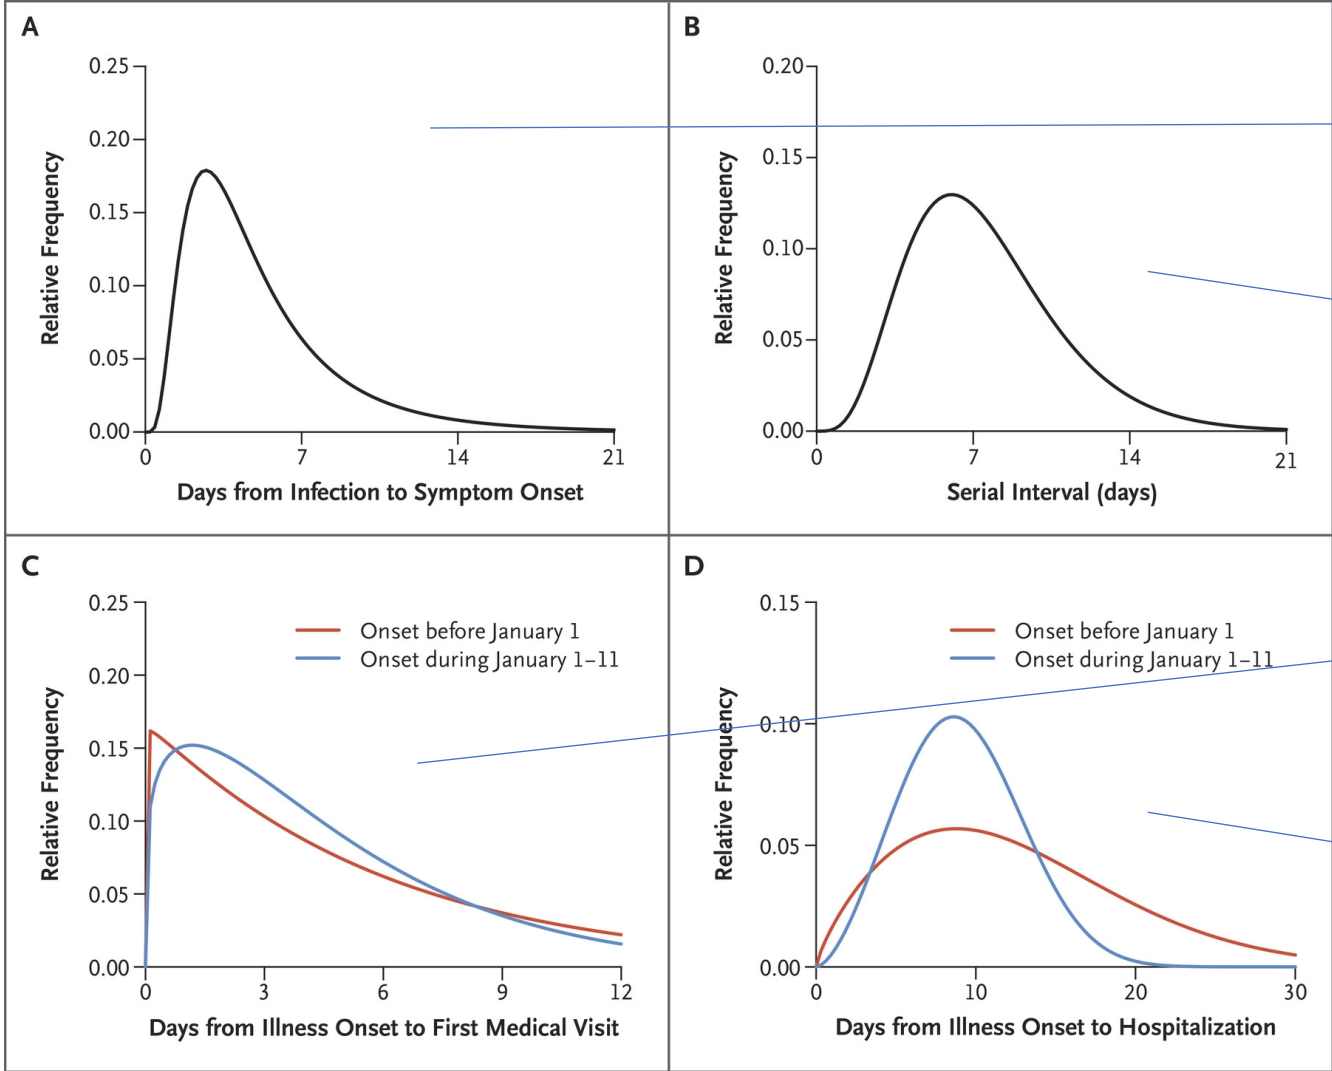 A
0.25
0.20
0.15
0.10
0.05
0.00
Relative Frequency
0 7 14 21
Days from Infection to Symptom Onset
B
0.20
0.15
0.10
0.05
0.00
Relative Frequency
0 7 14 21
Serial Interval (days)
C
0.25
0.20
0.15
0.10
0.05
0.00
Relative Frequency
Onset before January 1
Onset during January 1–11
0 3 6 9 12
Days from Illness Onset to First Medical Visit
D
0.15
0.10
0.05
0.00
Relative Frequency
Onset before January 1
Onset during January 1–11
0 10 20 30
Days from Illness Onset to Hospitalization